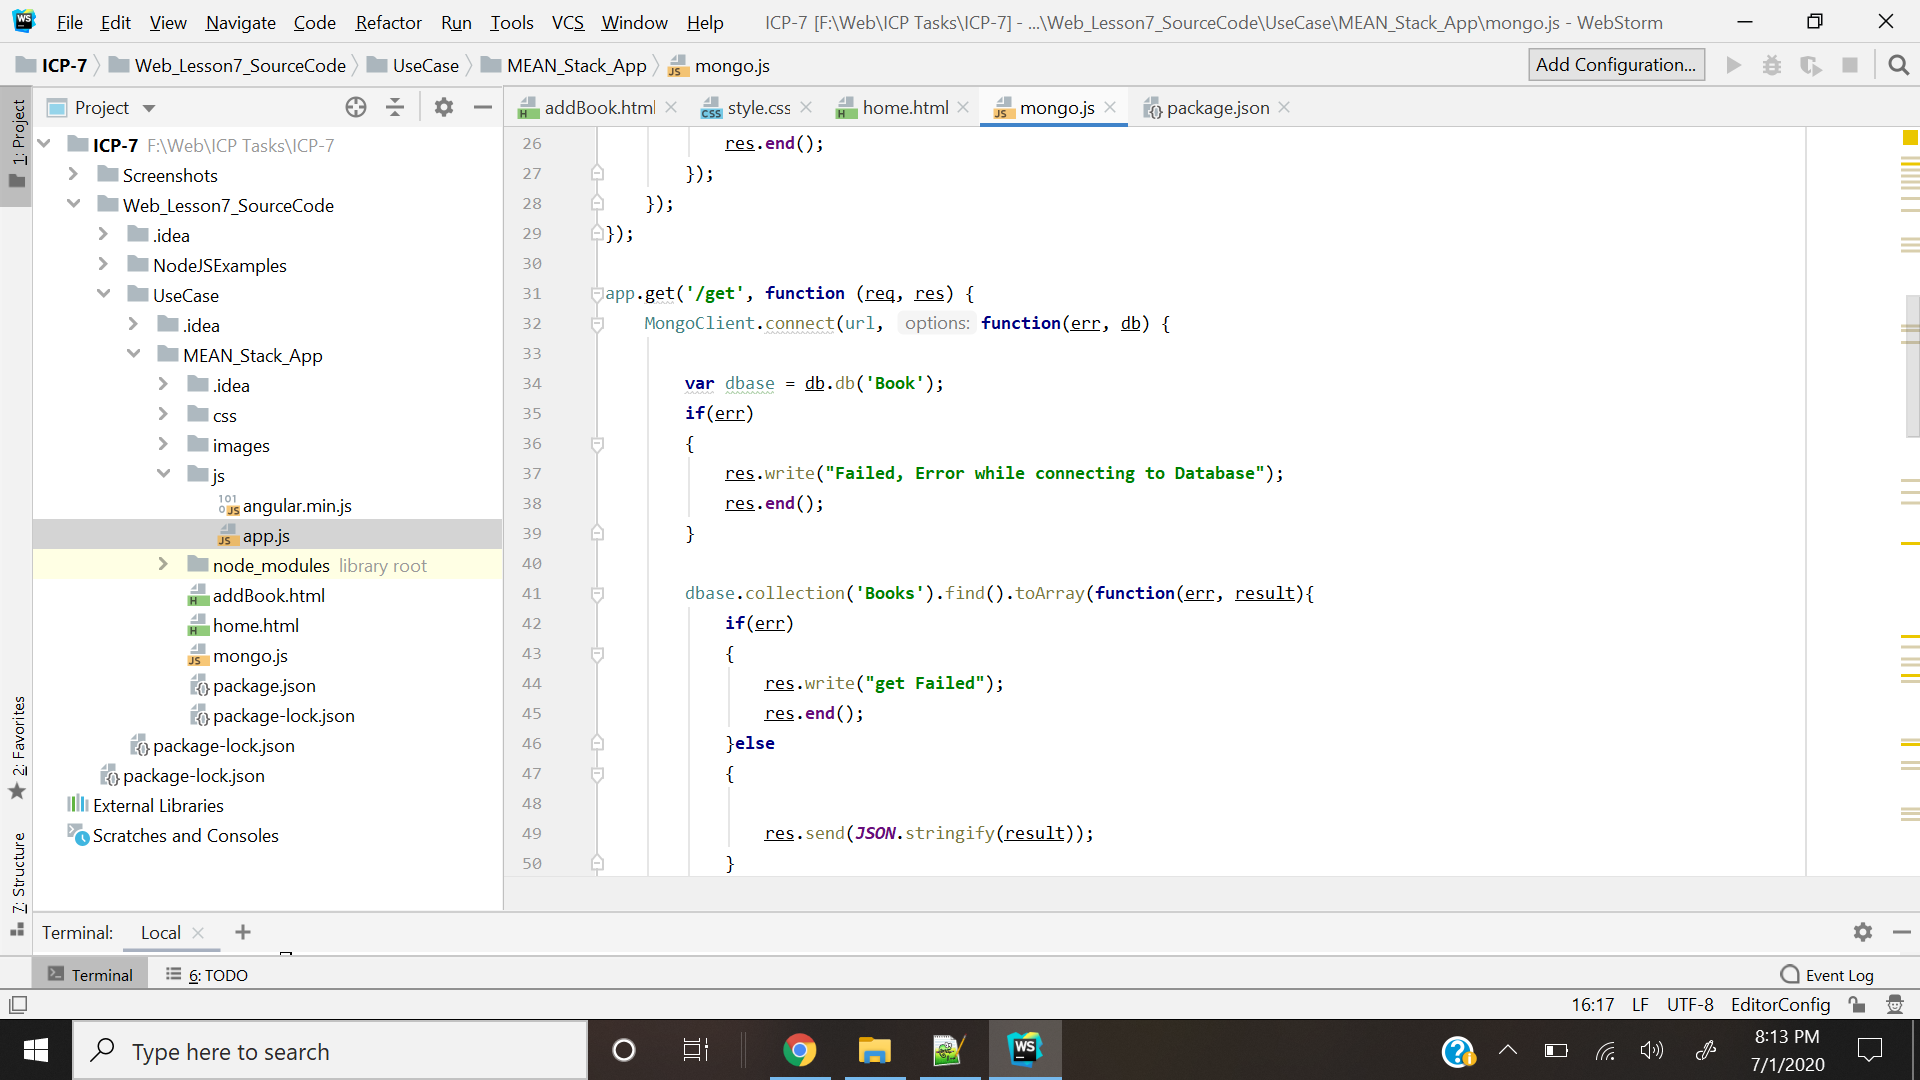 WS File Edit View Navigate Code Refactor Run Tools VCS Window Help ICP-7 [F:\Web\ICP Tasks\ICP-7] - ...\Web_Lesson7_SourceCode\UseCase\MEAN_Stack_App\mongo.js - WebStorm
ICP-7 Web_Lesson7_SourceCode UseCase MEAN_Stack_App mongo.js Add Configuration...
1: Project
2: Favorites
7: Structure
Project
ICP-7 F:\Web\ICP Tasks\ICP-7
Screenshots
Web_Lesson7_SourceCode
.idea
NodeJSExamples
UseCase
.idea
MEAN_Stack_App
.idea
css
images
js
angular.min.js
app.js
node_modules library root
addBook.html
home.html
mongo.js
package.json
package-lock.json
package-lock.json
package-lock.json
External Libraries
Scratches and Consoles
addBook.html style.css home.html mongo.js package.json
26 res.end();
27 });
28 });
29 });
30
31 app.get('/get', function (req, res) {
32 MongoClient.connect(url, options: function(err, db) {
33
34 var dbase = db.db('Book');
35 if(err)
36 {
37 res.write("Failed, Error while connecting to Database");
38 res.end();
39 }
40
41 dbase.collection('Books').find().toArray(function(err, result){
42 if(err)
43 {
44 res.write("get Failed");
45 res.end();
46 }else
47 {
48
49 res.send(JSON.stringify(result));
50 }
Terminal: Local
Terminal 6: TODO Event Log
16:17 LF UTF-8 EditorConfig
Type here to search WS 8:13 PM
7/1/2020